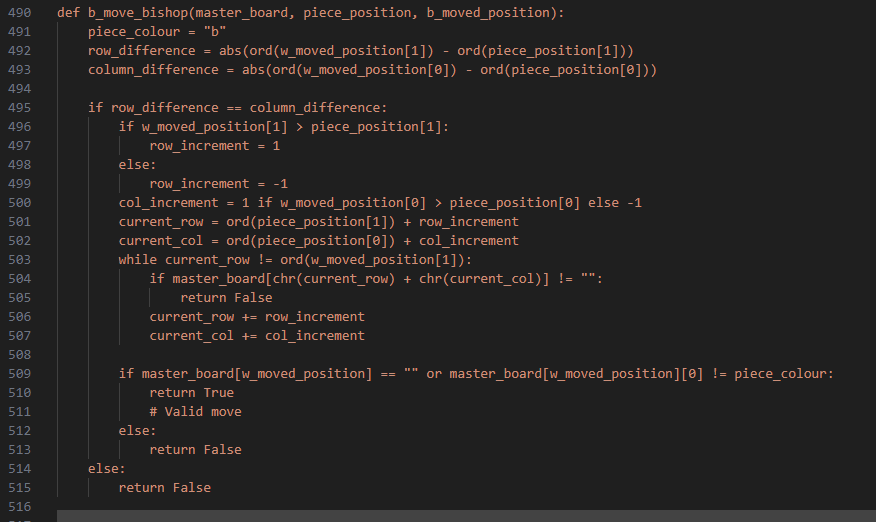 490 def b_move_bishop(master_board, piece_position, b_moved_position):
491     piece_colour = "b"
492     row_difference = abs(ord(w_moved_position[1]) - ord(piece_position[1]))
493     column_difference = abs(ord(w_moved_position[0]) - ord(piece_position[0]))
494
495     if row_difference == column_difference:
496         if w_moved_position[1] > piece_position[1]:
497             row_increment = 1
498         else:
499             row_increment = -1
500         col_increment = 1 if w_moved_position[0] > piece_position[0] else -1
501         current_row = ord(piece_position[1]) + row_increment
502         current_col = ord(piece_position[0]) + col_increment
503         while current_row != ord(w_moved_position[1]):
504             if master_board[chr(current_row) + chr(current_col)] != "":
505                 return False
506             current_row += row_increment
507             current_col += col_increment
508
509         if master_board[w_moved_position] == "" or master_board[w_moved_position][0] != piece_colour:
510             return True
511             # Valid move
512         else:
513             return False
514     else:
515         return False
516